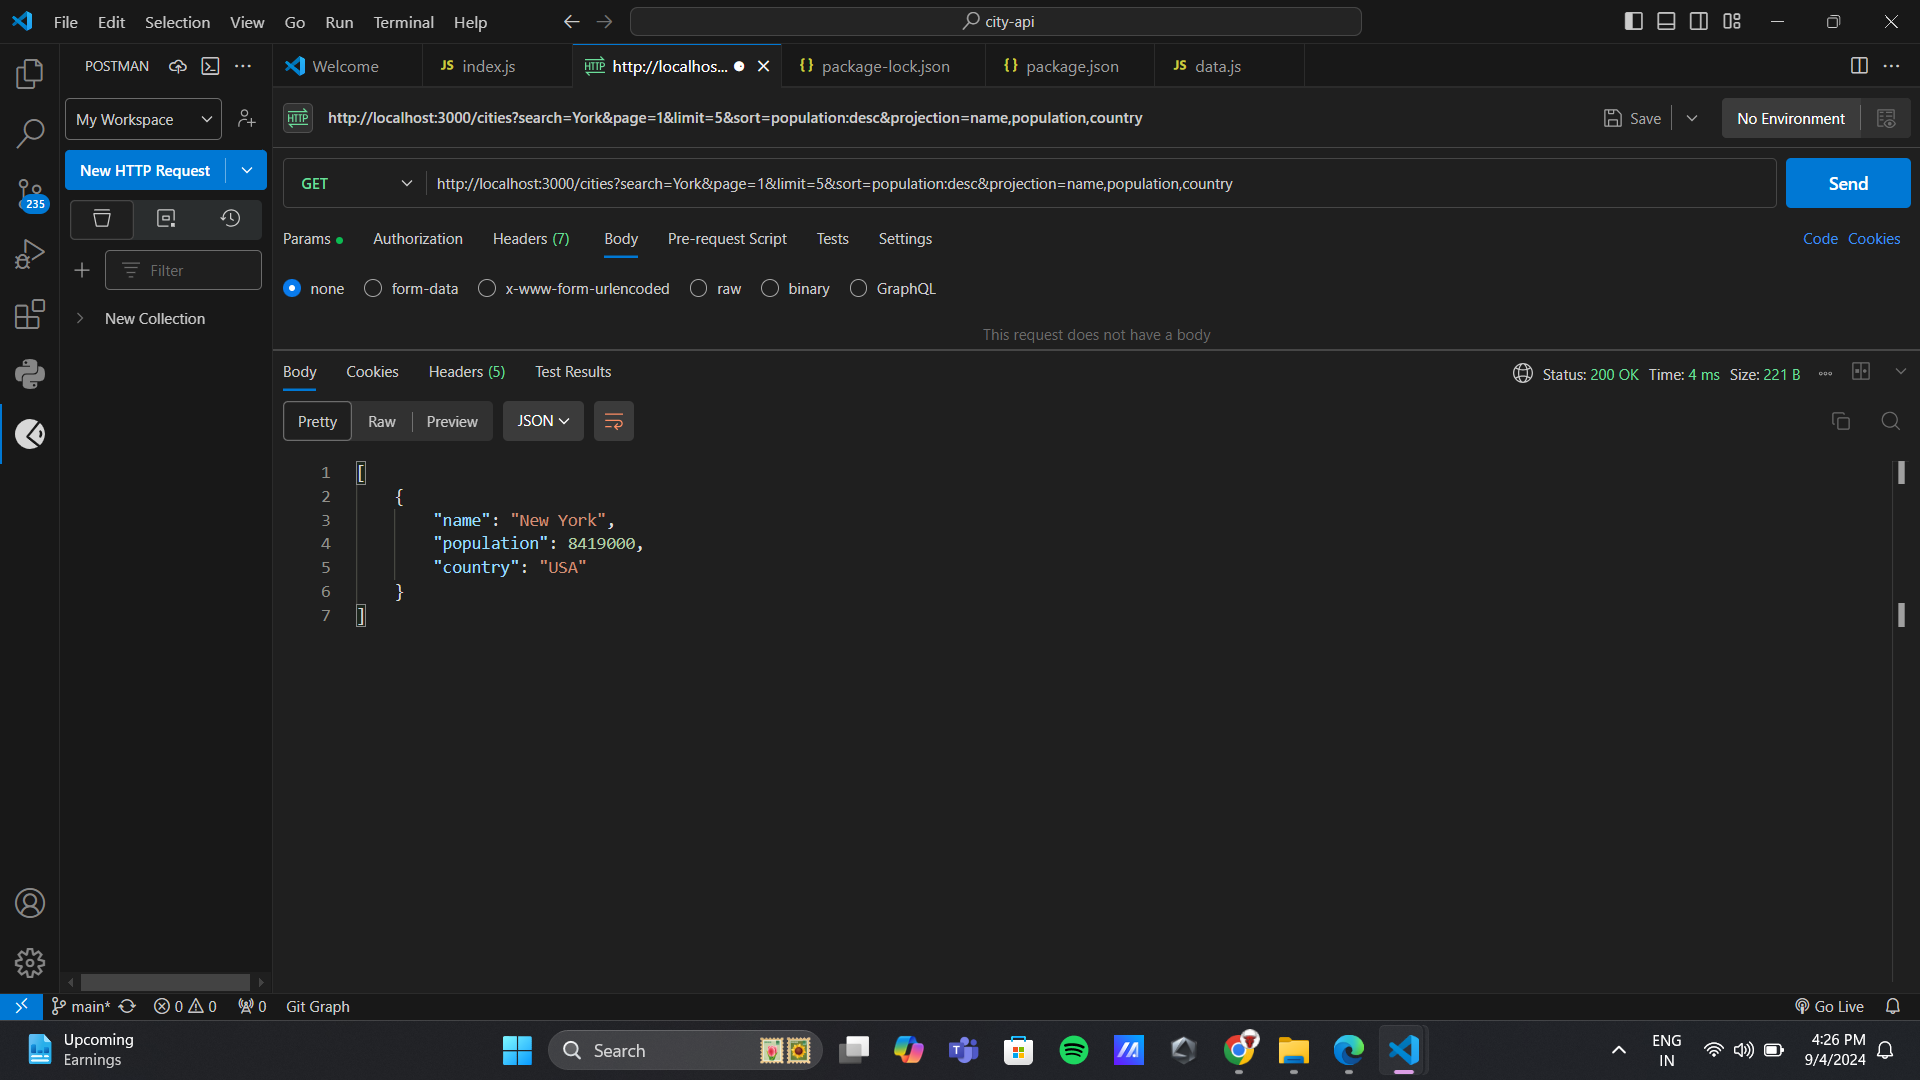 File Edit Selection View Go Run Terminal Help
city-api
POSTMAN
Welcome
JS index.js
HTTP http://localhos...
{} package-lock.json
{} package.json
JS data.js
My Workspace
HTTP http://localhost:3000/cities?search=York&page=1&limit=5&sort=population:desc&projection=name,population,country
Save
No Environment
New HTTP Request
GET
http://localhost:3000/cities?search=York&page=1&limit=5&sort=population:desc&projection=name,population,country
Send
235
Params Authorization Headers (7) Body Pre-request Script Tests Settings
Code Cookies
Filter
none form-data x-www-form-urlencoded raw binary GraphQL
New Collection
This request does not have a body
Body Cookies Headers (5) Test Results
Status: 200 OK Time: 4 ms Size: 221 B
Pretty Raw Preview JSON
1 [
2 {
3 "name": "New York",
4 "population": 8419000,
5 "country": "USA"
6 }
7 ]
main* 0 0 0 Git Graph
Go Live
Upcoming
Earnings
Search
ENG
IN
4:26 PM
9/4/2024